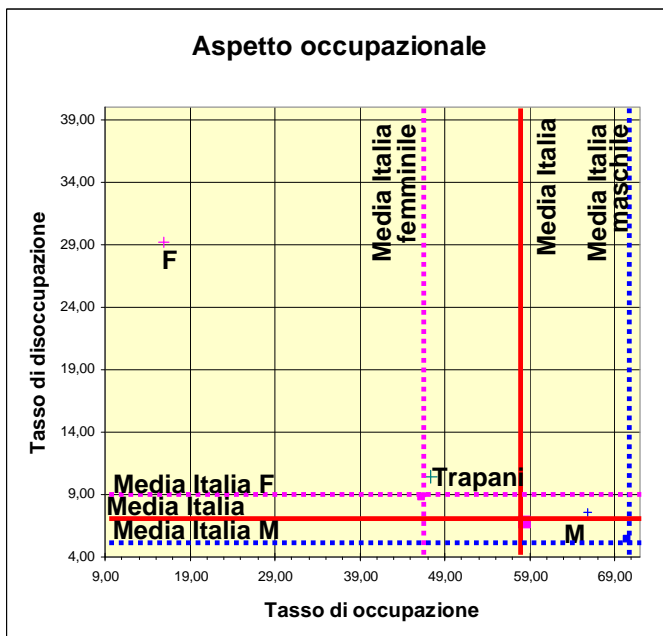 Aspetto occupazionale
39,00
34,00
29,00
24,00
19,00
14,00
9,00
4,00
Tasso di disoccupazione
Media Italia
femminile
Media Italia
Media Italia
maschile
F
Trapani
Media Italia F
Media Italia
Media Italia M
M
9,00 19,00 29,00 39,00 49,00 59,00 69,00
Tasso di occupazione